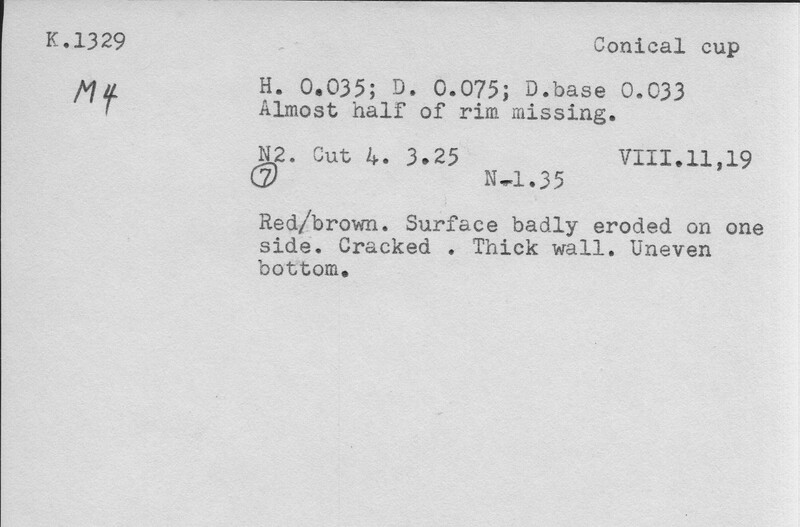 K.1329 Conical cup
M4 H. 0.035; D. 0.075; D.base 0.033
Almost half of rim missing.
N2. Cut 4. 3.25 VIII.11,19
7 N-1.35
Red/brown. Surface badly eroded on one
side. Cracked . Thick wall. Uneven
bottom.